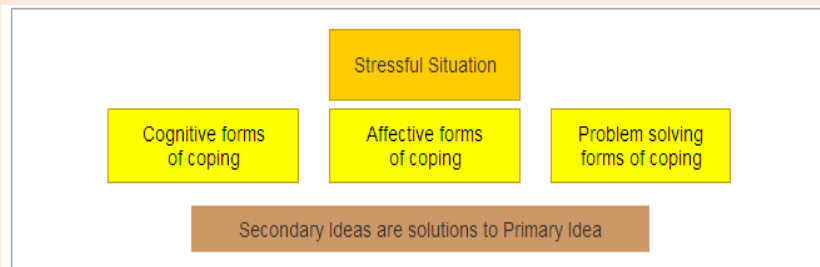 Stressful Situation
Cognitive forms
of coping
Affective forms
of coping
Problem solving
forms of coping
Secondary Ideas are solutions to Primary Idea